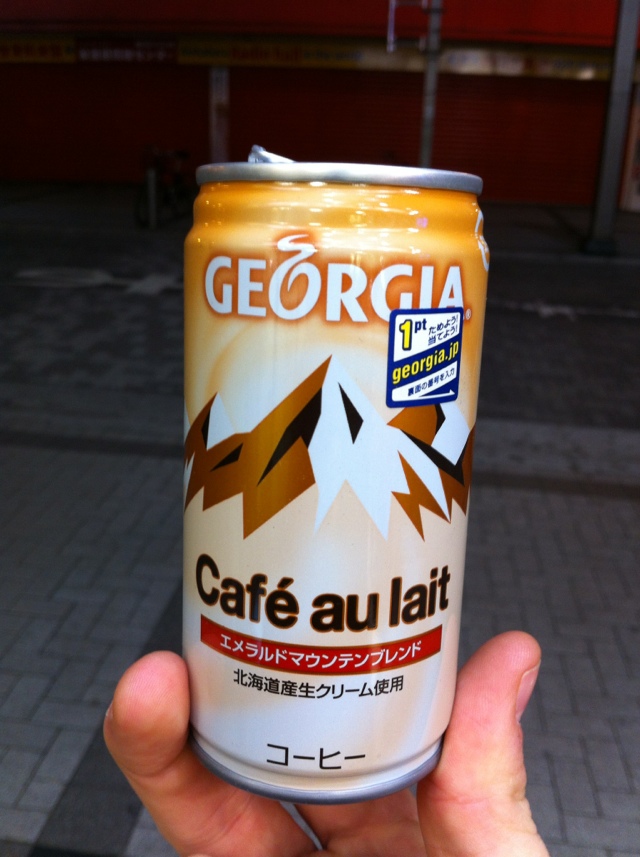 GEORGIA
®
1pt
ためよう!
当てよう!
georgia.jp
裏面の番号を入力
Café au lait
エメラルドマウンテンブレンド
北海道産生クリーム使用
コーヒー